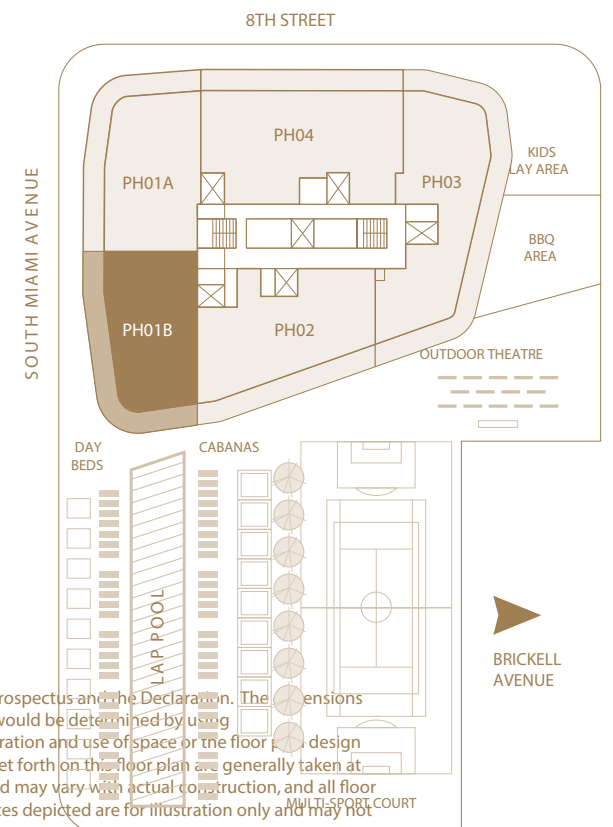 8TH STREET
PH04
PH01A
PH03
KIDS
LAY AREA
SOUTH MIAMI AVENUE
BBQ
AREA
PH01B
PH02
OUTDOOR THEATRE
DAY
BEDS
CABANAS
LAP POOL
BRICKELL
AVENUE
rospectus and the Declaration. The ensions
would be determined by using
ration and use of space or the floor design
et forth on this floor plan are generally taken at
d may vary with actual construction, and all floor
MULTI-SPORT COURT
ces depicted are for illustration only and may not